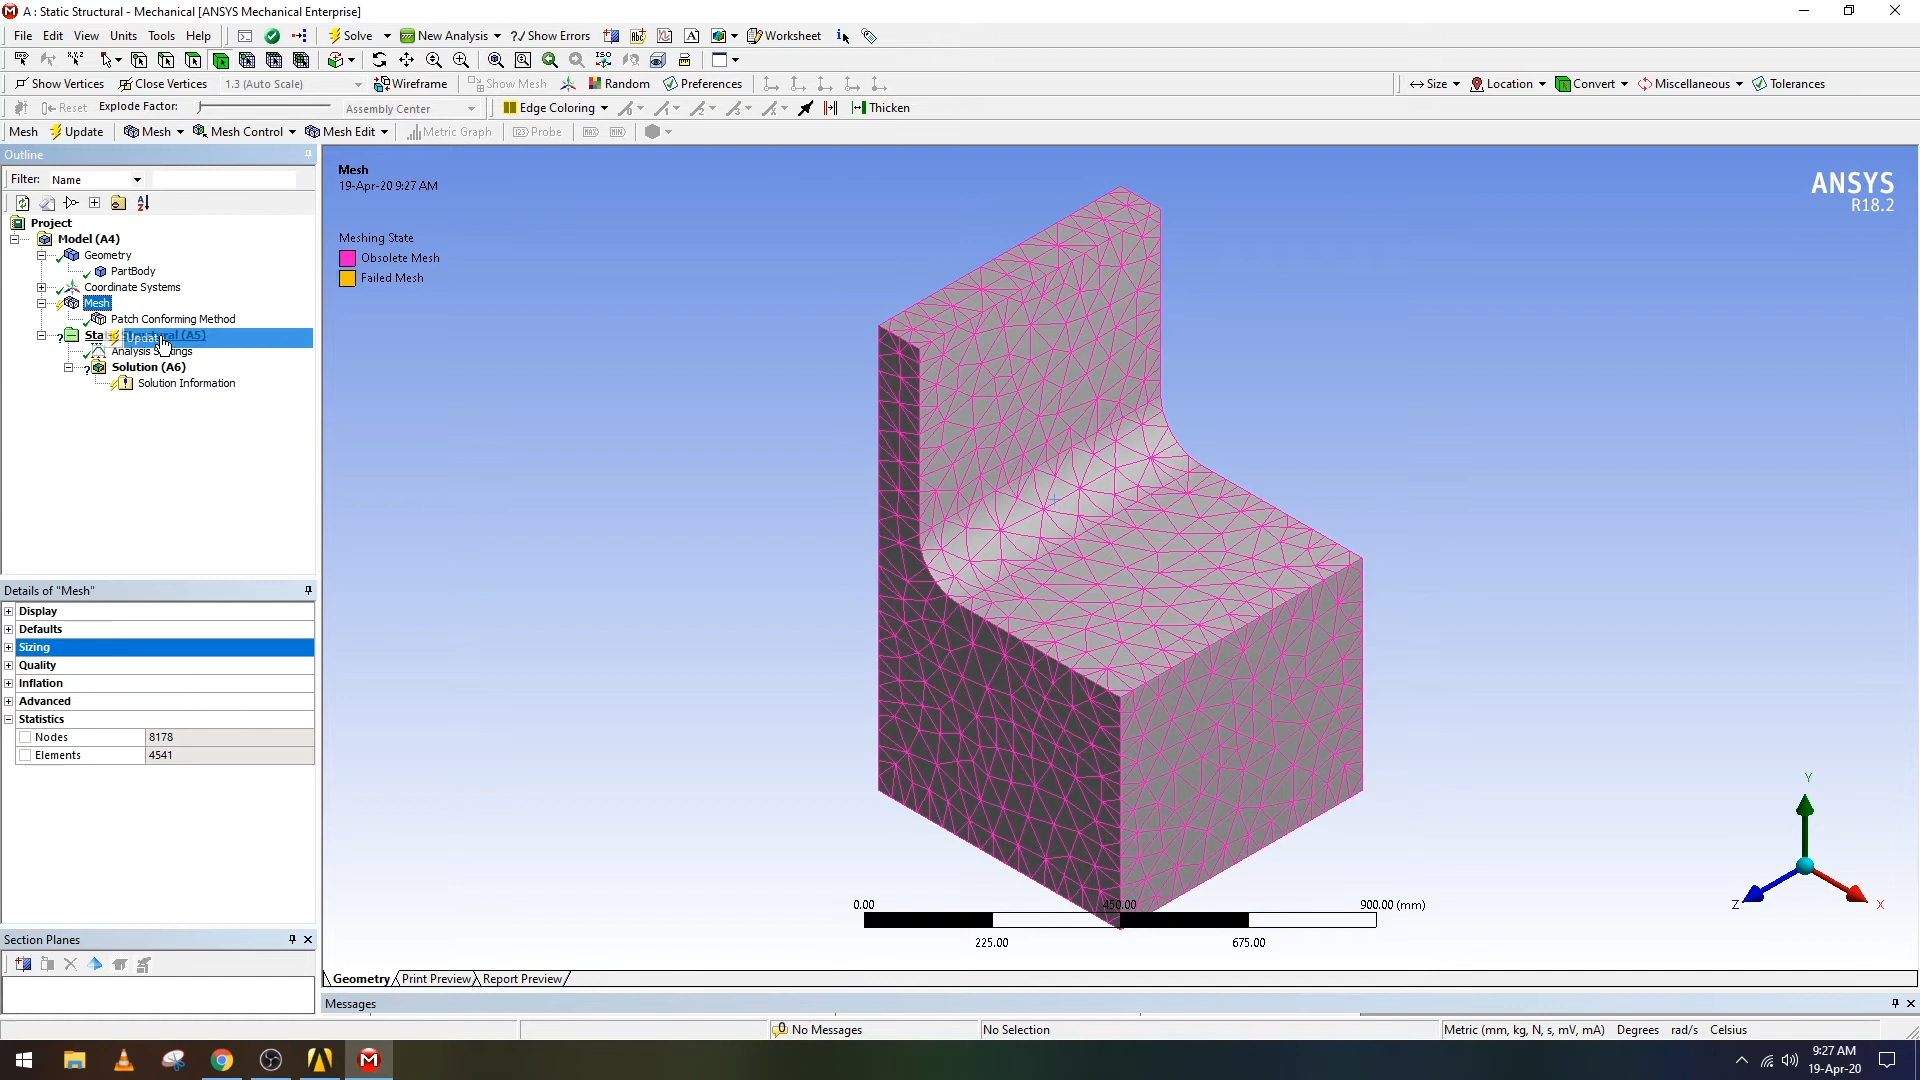 A : Static Structural - Mechanical [ANSYS Mechanical Enterprise]
File Edit View Units Tools Help Solve New Analysis ?/Show Errors Worksheet
Show Vertices Close Vertices 1.3 (Auto Scale) Wireframe Show Mesh Random Preferences Size Location Convert Miscellaneous Tolerances
Reset Explode Factor: Assembly Center Edge Coloring Thicken
Mesh Update Mesh Mesh Control Mesh Edit Metric Graph Probe
Outline
Filter: Name
Project
Model (A4)
Geometry
PartBody
Coordinate Systems
Mesh
Patch Conforming Method
Analysis Settings
Solution (A6)
Solution Information
Details of "Mesh"
Display
Defaults
Sizing
Quality
Inflation
Advanced
Statistics
Nodes 8178
Elements 4541
Section Planes
Mesh
19-Apr-20 9:27 AM
Meshing State
Obsolete Mesh
Failed Mesh
ANSYS
R18.2
Y
Z
X
0.00 450.00 900.00 (mm)
225.00 675.00
Geometry Print Preview Report Preview
Messages
No Messages No Selection Metric (mm, kg, N, s, mV, mA) Degrees rad/s Celsius
9:27 AM
19-Apr-20